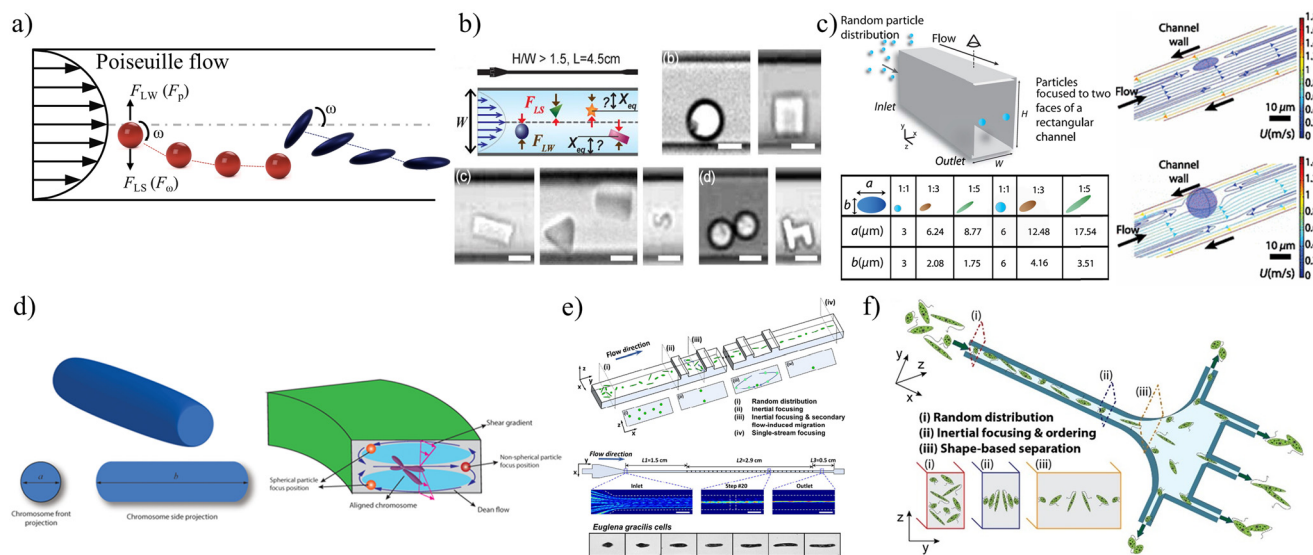 a)
Poiseuille flow
F_LW (F_p)
ω
ω
F_LS (F_ω)
b)
H/W > 1.5, L=4.5cm
W
F_LS
? X_eq
F_LW
X_eq ?
(b)
(c)
(d)
c)
Random particle
distribution
Flow
Inlet
y
x
z
Outlet
W
H
Particles
focused to two
faces of a
rectangular
channel
a 1:1 1:3 1:5 1:1 1:3 1:5
b
a(μm) 3 6.24 8.77 6 12.48 17.54
b(μm) 3 2.08 1.75 6 4.16 3.51
Channel
wall
Flow
10 μm
U(m/s)
Channel
wall
Flow
10 μm
U(m/s)
d)
a
Chromosome front
projection
b
Chromosome side projection
Shear gradient
Non-spherical particle
focus position
Spherical particle
focus position
Aligned chromosome
Dean flow
e)
Flow direction
(i)
(ii)
(iii)
(iv)
z
y
x
z
x
(i) Random distribution
(ii) Inertial focusing
(iii) Inertial focusing & secondary
flow-induced migration
(iv) Single-stream focusing
Flow direction
y
x
L1=1.5 cm
L2=2.9 cm
L3=0.5 cm
Inlet
Step #20
Outlet
Euglena gracilis cells
f)
(i)
(ii)
(iii)
y
z
x
(i) Random distribution
(ii) Inertial focusing & ordering
(iii) Shape-based separation
(i)
(ii)
(iii)
z
y